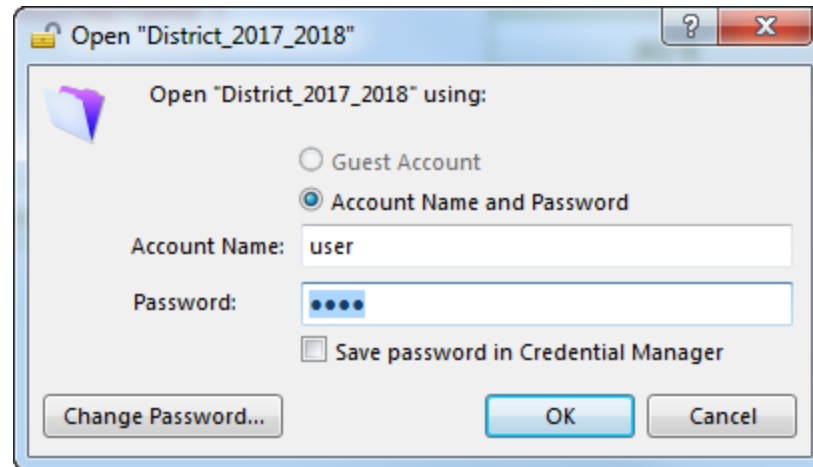 Open "District_2017_2018"
Open "District_2017_2018" using:
Guest Account
Account Name and Password
Account Name: user
Password: ••••
Save password in Credential Manager
Change Password... OK Cancel